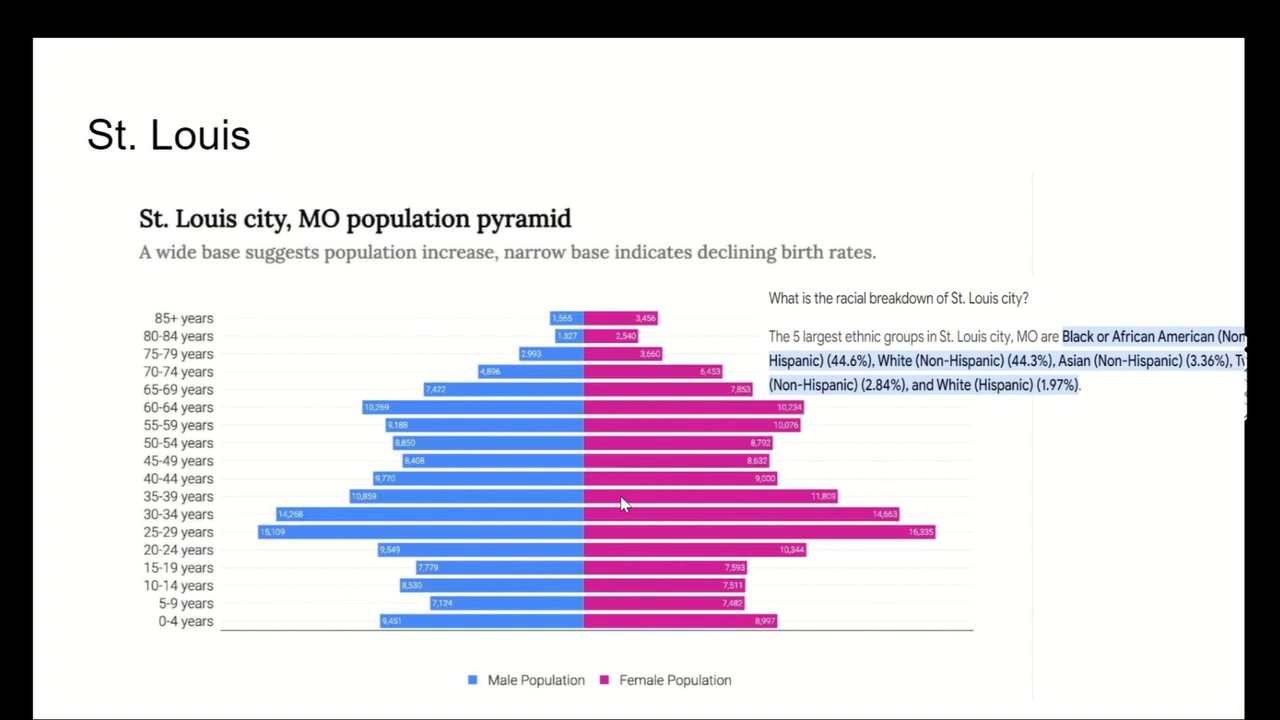 St. Louis
St. Louis city, MO population pyramid
A wide base suggests population increase, narrow base indicates declining birth rates.
What is the racial breakdown of St. Louis city?
The 5 largest ethnic groups in St. Louis city, MO are Black or African American (Non
Hispanic) (44.6%), White (Non-Hispanic) (44.3%), Asian (Non-Hispanic) (3.36%),
(Non-Hispanic) (2.84%), and White (Hispanic) (1.97%).
85+ years 1,565 3,456
80-84 years 1,327 2,540
75-79 years 2,993 3,660
70-74 years 4,896 6,453
65-69 years 7,422 7,853
60-64 years 10,269 10,234
55-59 years 9,188 10,076
50-54 years 8,850 8,792
45-49 years 8,408 8,632
40-44 years 9,770 9,000
35-39 years 10,859 11,809
30-34 years 14,268 14,663
25-29 years 15,109 16,335
20-24 years 9,549 10,344
15-19 years 7,779 7,593
10-14 years 8,530 7,511
5-9 years 7,124 7,482
0-4 years 9,451 8,997
Male Population Female Population